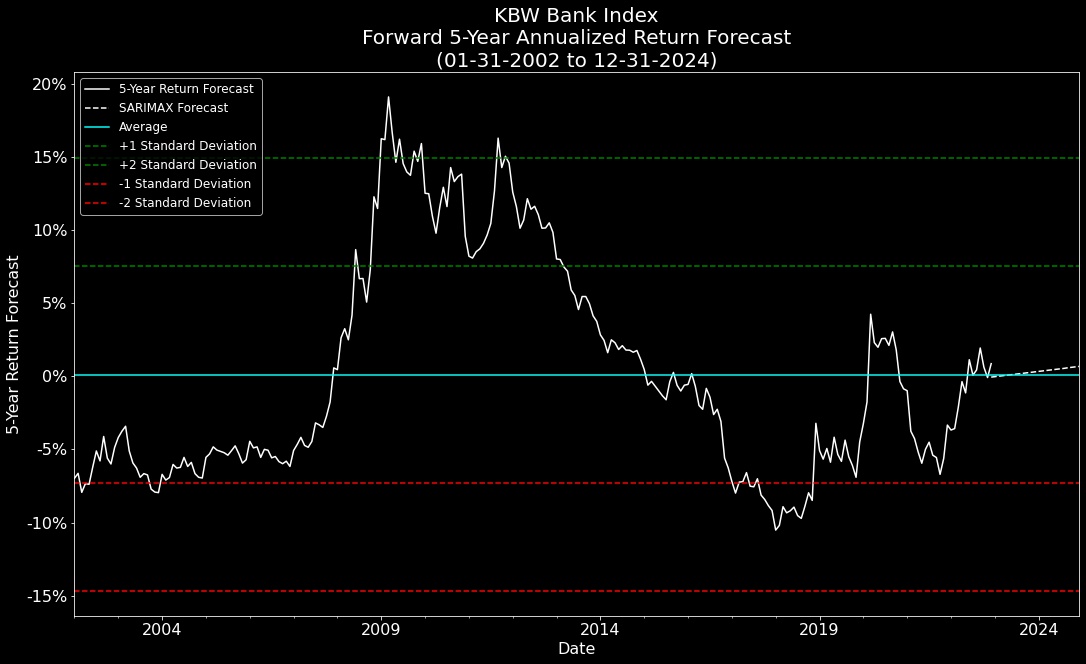 KBW Bank Index
Forward 5-Year Annualized Return Forecast
(01-31-2002 to 12-31-2024)
5-Year Return Forecast
SARIMAX Forecast
Average
+1 Standard Deviation
+2 Standard Deviation
-1 Standard Deviation
-2 Standard Deviation
5-Year Return Forecast
20%
15%
10%
5%
0%
-5%
-10%
-15%
2004
2009
2014
2019
2024
Date